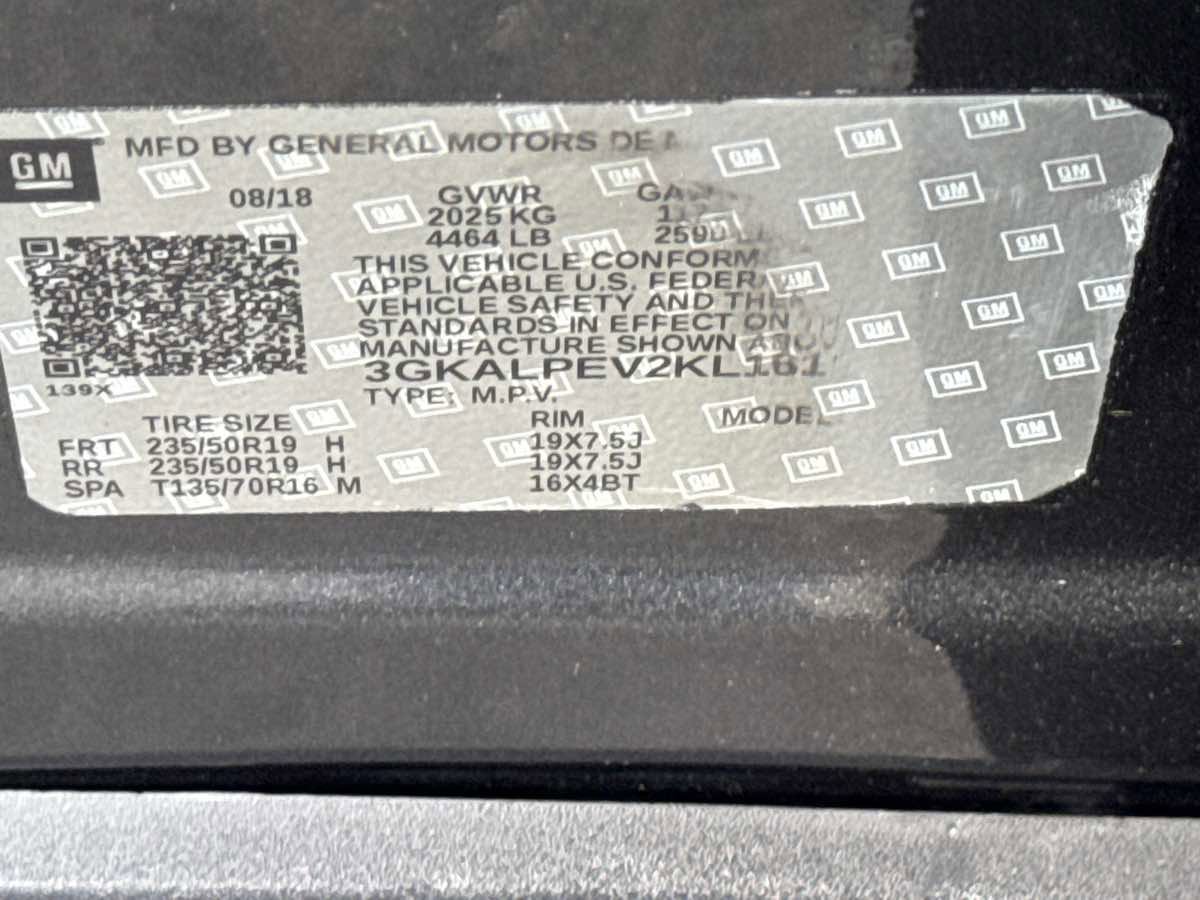 GM
MFD BY GENERAL MOTORS DE
08/18
GVWR
2025 KG
4464 LB
THIS VEHICLE CONFORM
APPLICABLE U.S. FEDER
VEHICLE SAFETY AND THE
STANDARDS IN EFFECT ON
MANUFACTURE SHOWN
3GKALPEV2KL161
TYPE: M.P.V.
139X
TIRE SIZE RIM MODEL
FRT 235/50R19 H 19X7.5J
RR 235/50R19 H 19X7.5J
SPA T135/70R16 M 16X4BT